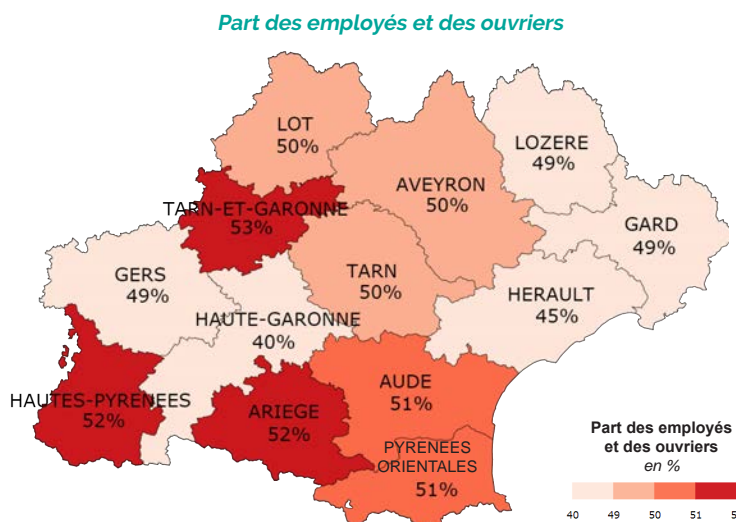 Part des employés et des ouvriers
LOT
50%
LOZERE
49%
AVEYRON
50%
TARN-ET-GARONNE
53%
GARD
49%
GERS
49%
TARN
50%
HERAULT
45%
HAUTE-GARONNE
40%
HAUTES-PYRENEES
52%
ARIEGE
52%
AUDE
51%
PYRENEES
ORIENTALES
51%
Part des employés
et des ouvriers
en %
40 49 50 51